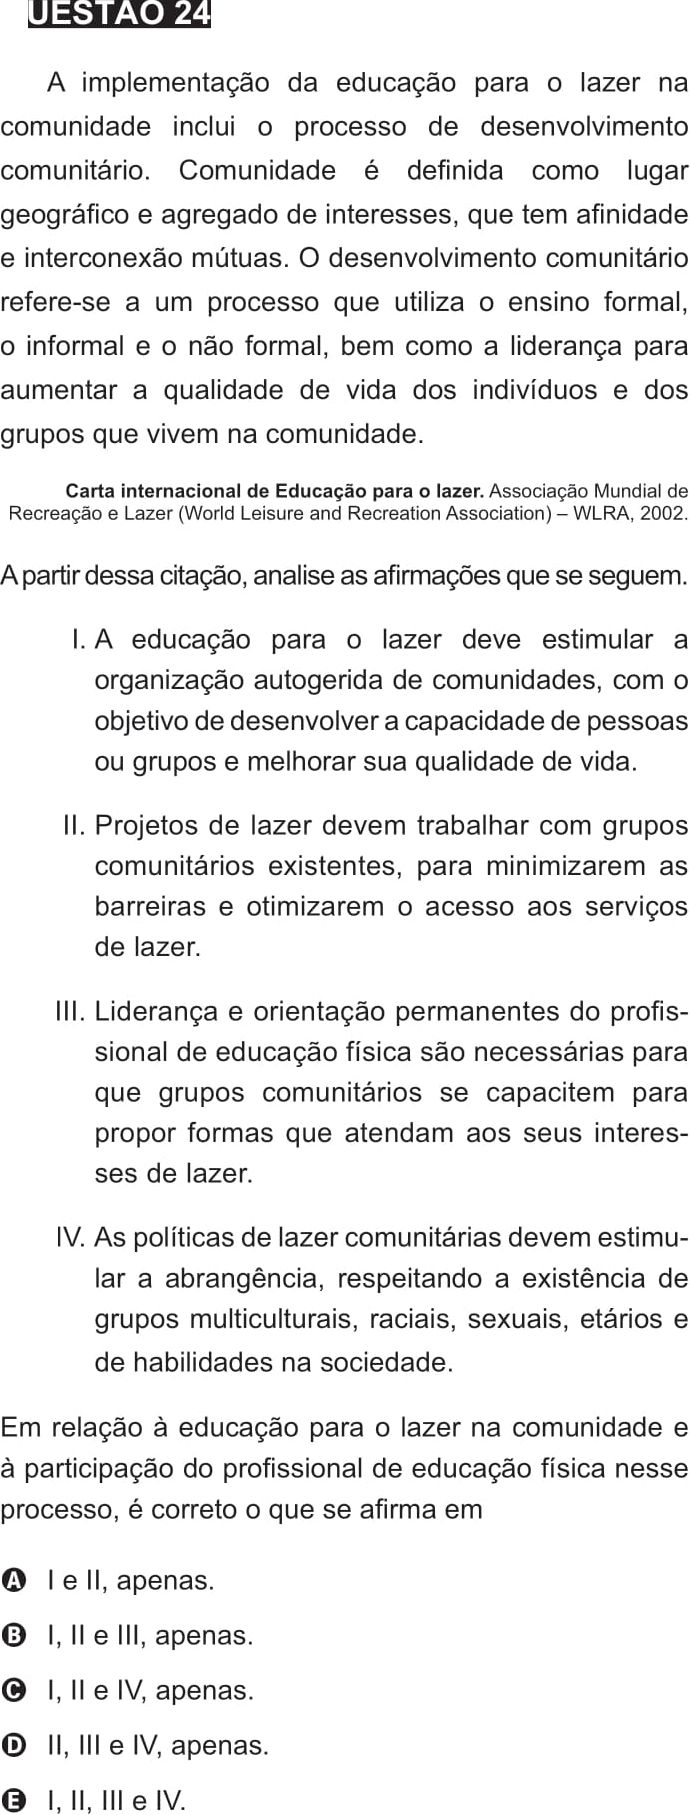 UESTÃO 24
A implementação da educação para o lazer na
comunidade inclui o processo de desenvolvimento
comunitário. Comunidade é definida como lugar
geográfico e agregado de interesses, que tem afinidade
e interconexão mútuas. O desenvolvimento comunitário
refere-se a um processo que utiliza o ensino formal,
o informal e o não formal, bem como a liderança para
aumentar a qualidade de vida dos indivíduos e dos
grupos que vivem na comunidade.
Carta internacional de Educação para o lazer. Associação Mundial de
Recreação e Lazer (World Leisure and Recreation Association) – WLRA, 2002.
A partir dessa citação, analise as afirmações que se seguem.
I. A educação para o lazer deve estimular a
organização autogerida de comunidades, com o
objetivo de desenvolver a capacidade de pessoas
ou grupos e melhorar sua qualidade de vida.
II. Projetos de lazer devem trabalhar com grupos
comunitários existentes, para minimizarem as
barreiras e otimizarem o acesso aos serviços
de lazer.
III. Liderança e orientação permanentes do profis-
sional de educação física são necessárias para
que grupos comunitários se capacitem para
propor formas que atendam aos seus interes-
ses de lazer.
IV. As políticas de lazer comunitárias devem estimu-
lar a abrangência, respeitando a existência de
grupos multiculturais, raciais, sexuais, etários e
de habilidades na sociedade.
Em relação à educação para o lazer na comunidade e
à participação do profissional de educação física nesse
processo, é correto o que se afirma em
A I e II, apenas.
B I, II e III, apenas.
C I, II e IV, apenas.
D II, III e IV, apenas.
E I, II, III e IV.